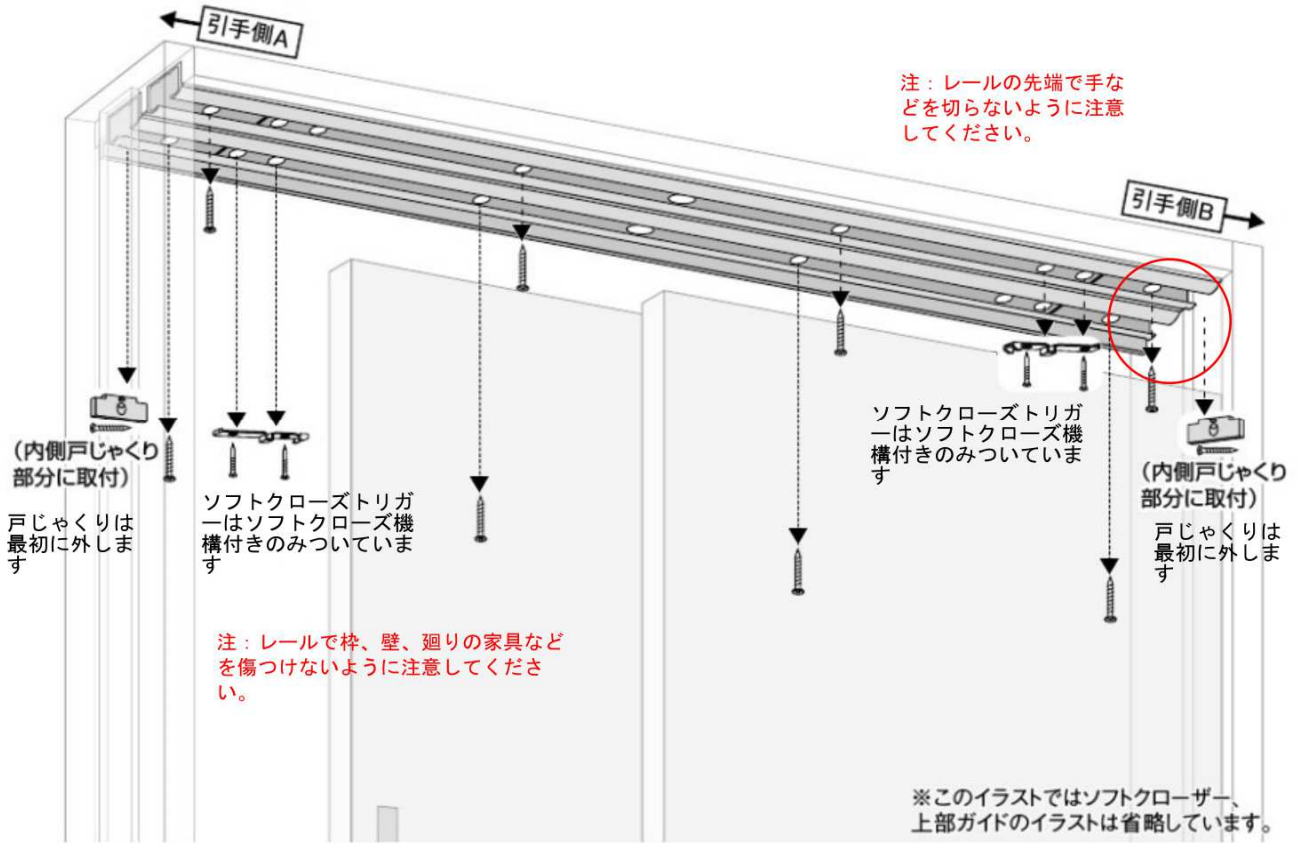 引手側A
注：レールの先端で手な
どを切らないように注意
してください。
引手側B
(内側戸じゃくり
部分に取付)
戸じゃくりは
最初に外しま
す
ソフトクローズトリガ
ーはソフトクローズ機
構付きのみついていま
す
ソフトクローズトリガ
ーはソフトクローズ機
構付きのみついていま
す
(内側戸じゃくり
部分に取付)
戸じゃくりは
最初に外しま
す
注：レールで枠、壁、廻りの家具など
を傷つけないように注意してくださ
い。
※このイラストではソフトクローザー、
上部ガイドのイラストは省略しています。